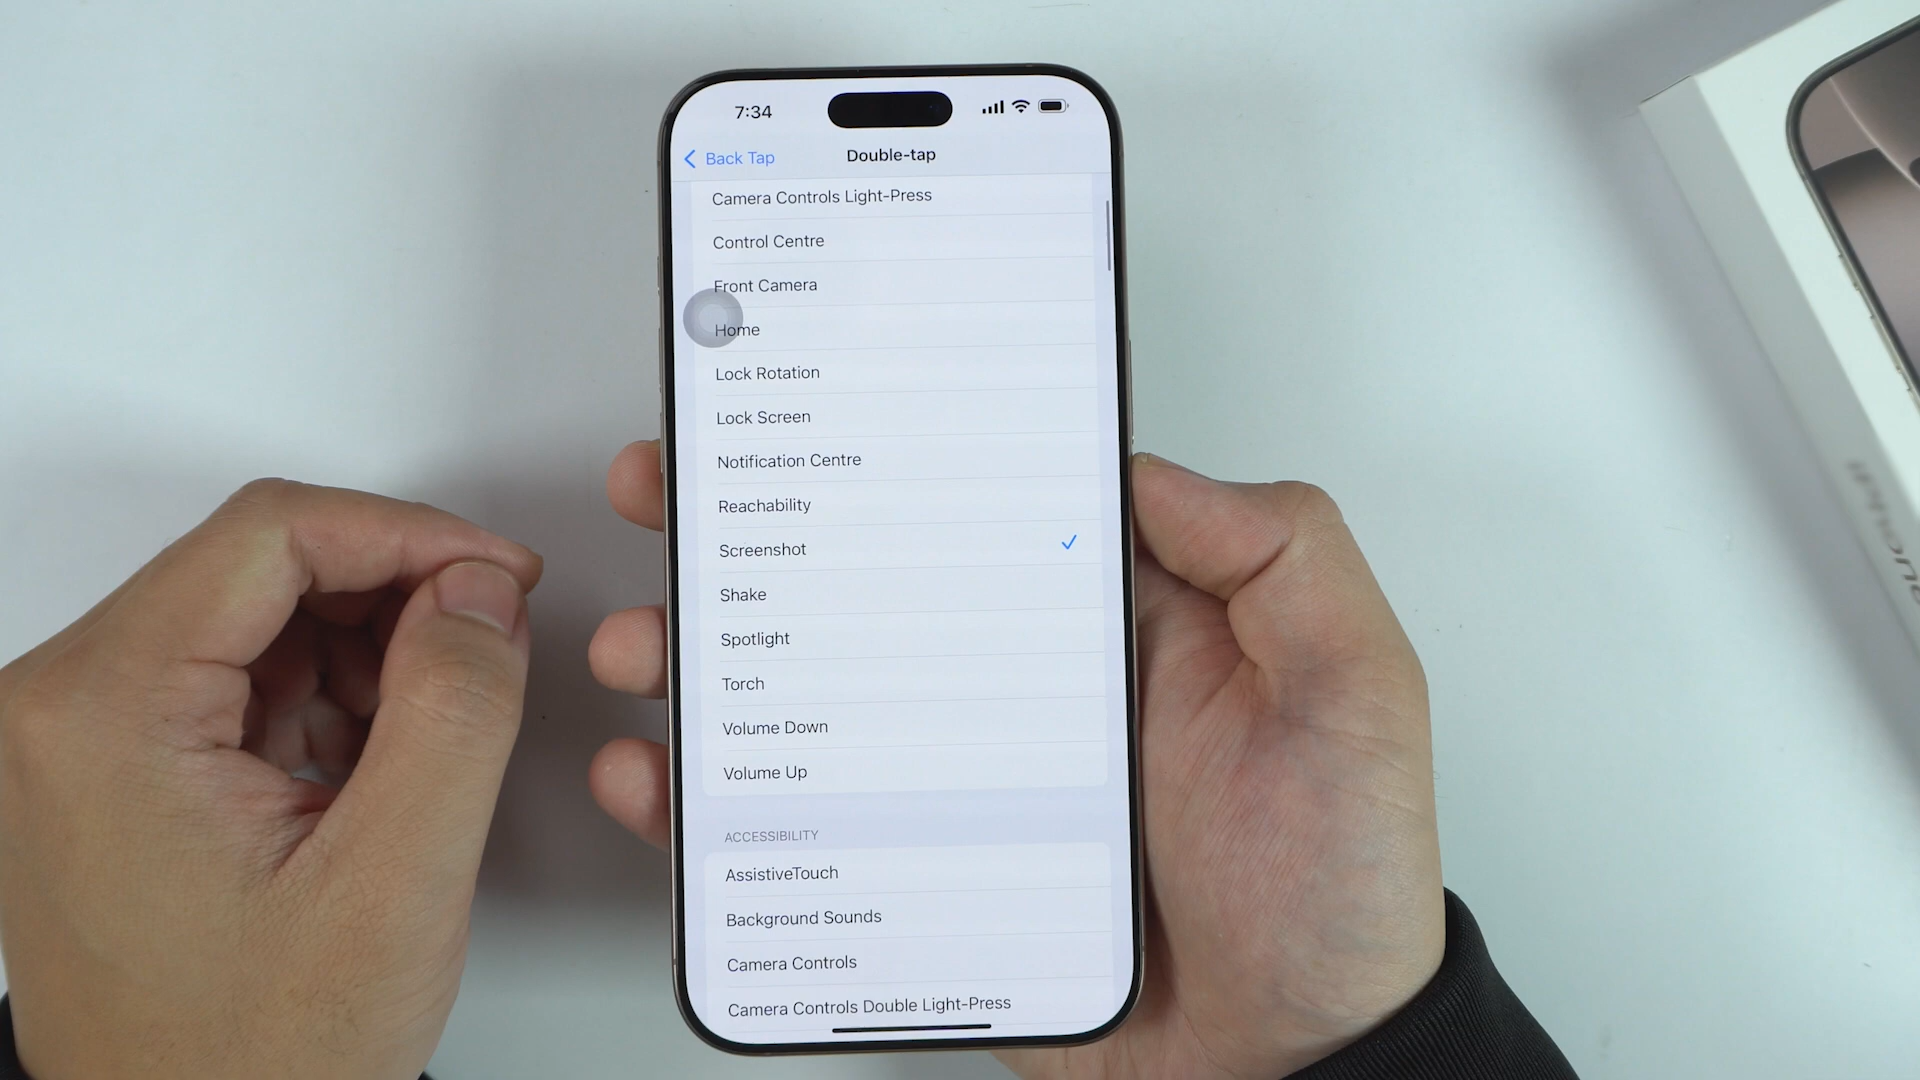 7:34
Back Tap
Double-tap
Camera Controls Light-Press
Control Centre
Front Camera
Home
Lock Rotation
Lock Screen
Notification Centre
Reachability
Screenshot
Shake
Spotlight
Torch
Volume Down
Volume Up
ACCESSIBILITY
AssistiveTouch
Background Sounds
Camera Controls
Camera Controls Double Light-Press
iPhone